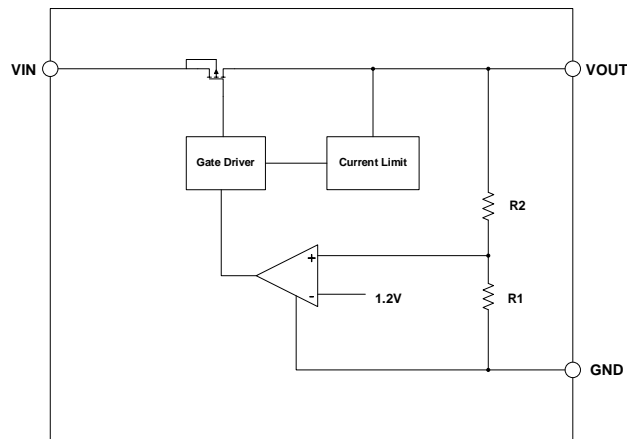 VIN
VOUT
Gate Driver
Current Limit
R2
+
-
1.2V
R1
GND